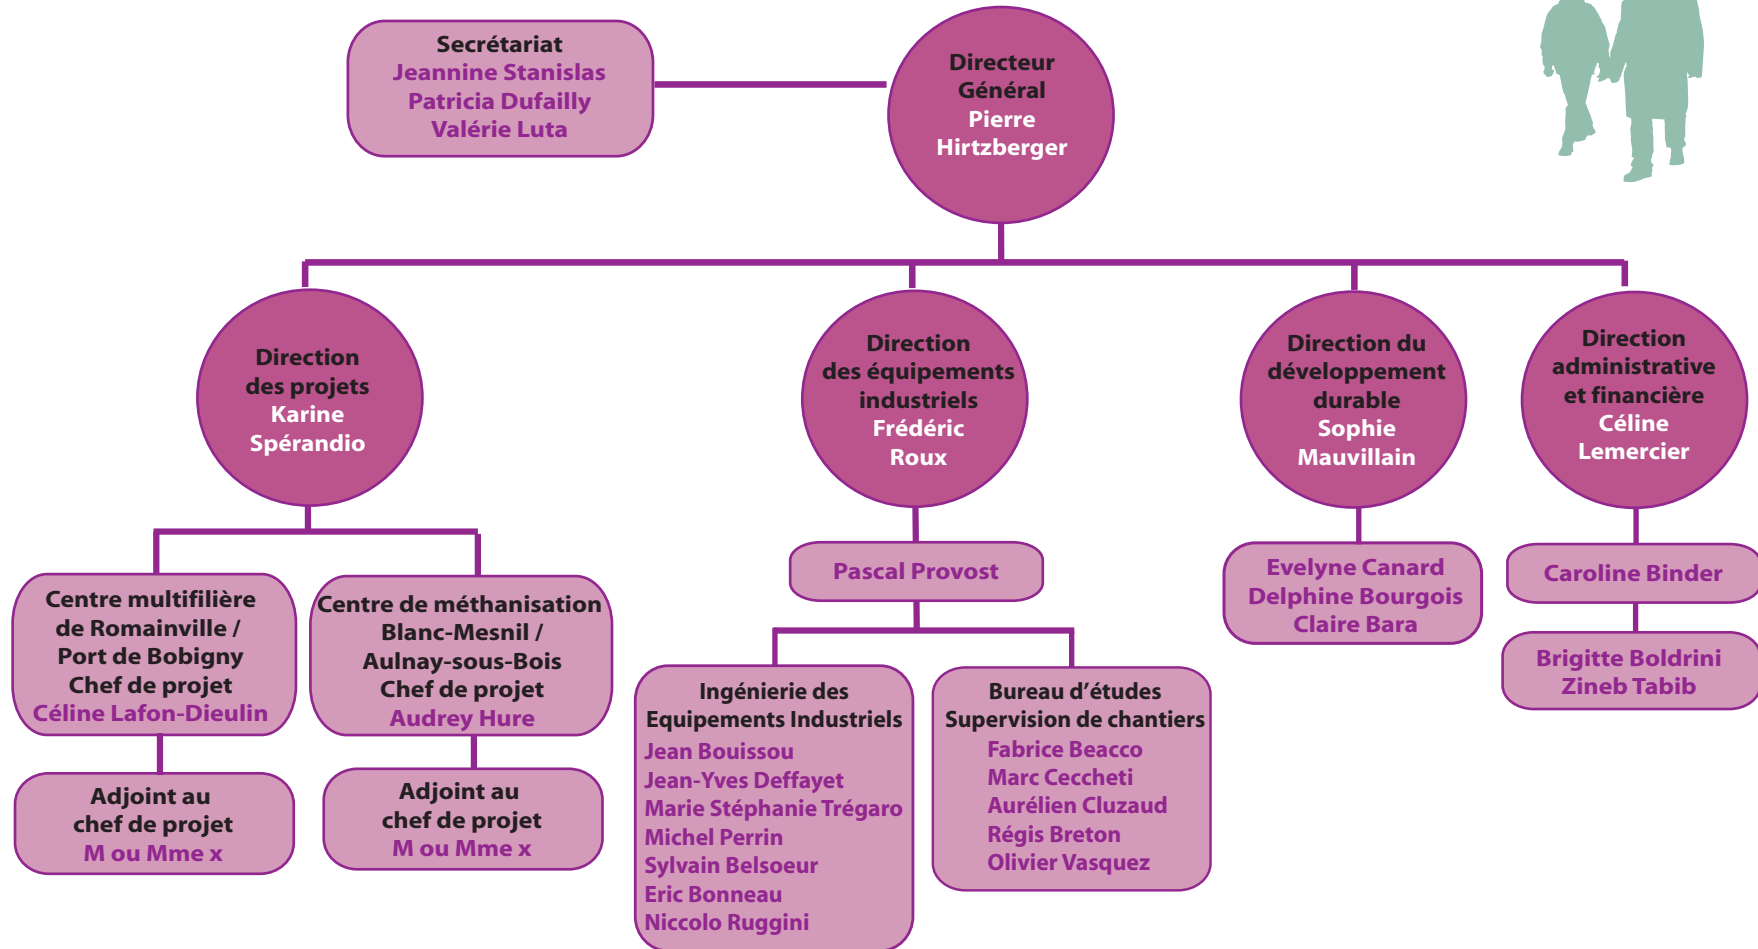 Secrétariat
Jeannine Stanislas
Patricia Dufailly
Valérie Luta
Directeur
Général
Pierre
Hirtzberger
Direction
des projets
Karine
Spérandio
Direction
des équipements
industriels
Frédéric
Roux
Direction du
développement
durable
Sophie
Mauvillain
Direction
administrative
et financière
Céline
Lemercier
Centre multifilière
de Romainville /
Port de Bobigny
Chef de projet
Céline Lafon-Dieulin
Adjoint au
chef de projet
M ou Mme x
Centre de méthanisation
Blanc-Mesnil /
Aulnay-sous-Bois
Chef de projet
Audrey Hure
Adjoint au
chef de projet
M ou Mme x
Pascal Provost
Ingénierie des
Equipements Industriels
Jean Bouissou
Jean-Yves Deffayet
Marie Stéphanie Trégaro
Michel Perrin
Sylvain Belsoeur
Eric Bonneau
Niccolo Ruggini
Bureau d’études
Supervision de chantiers
Fabrice Beacco
Marc Ceccheti
Aurélien Cluzaud
Régis Breton
Olivier Vasquez
Evelyne Canard
Delphine Bourgois
Claire Bara
Caroline Binder
Brigitte Boldrini
Zineb Tabib